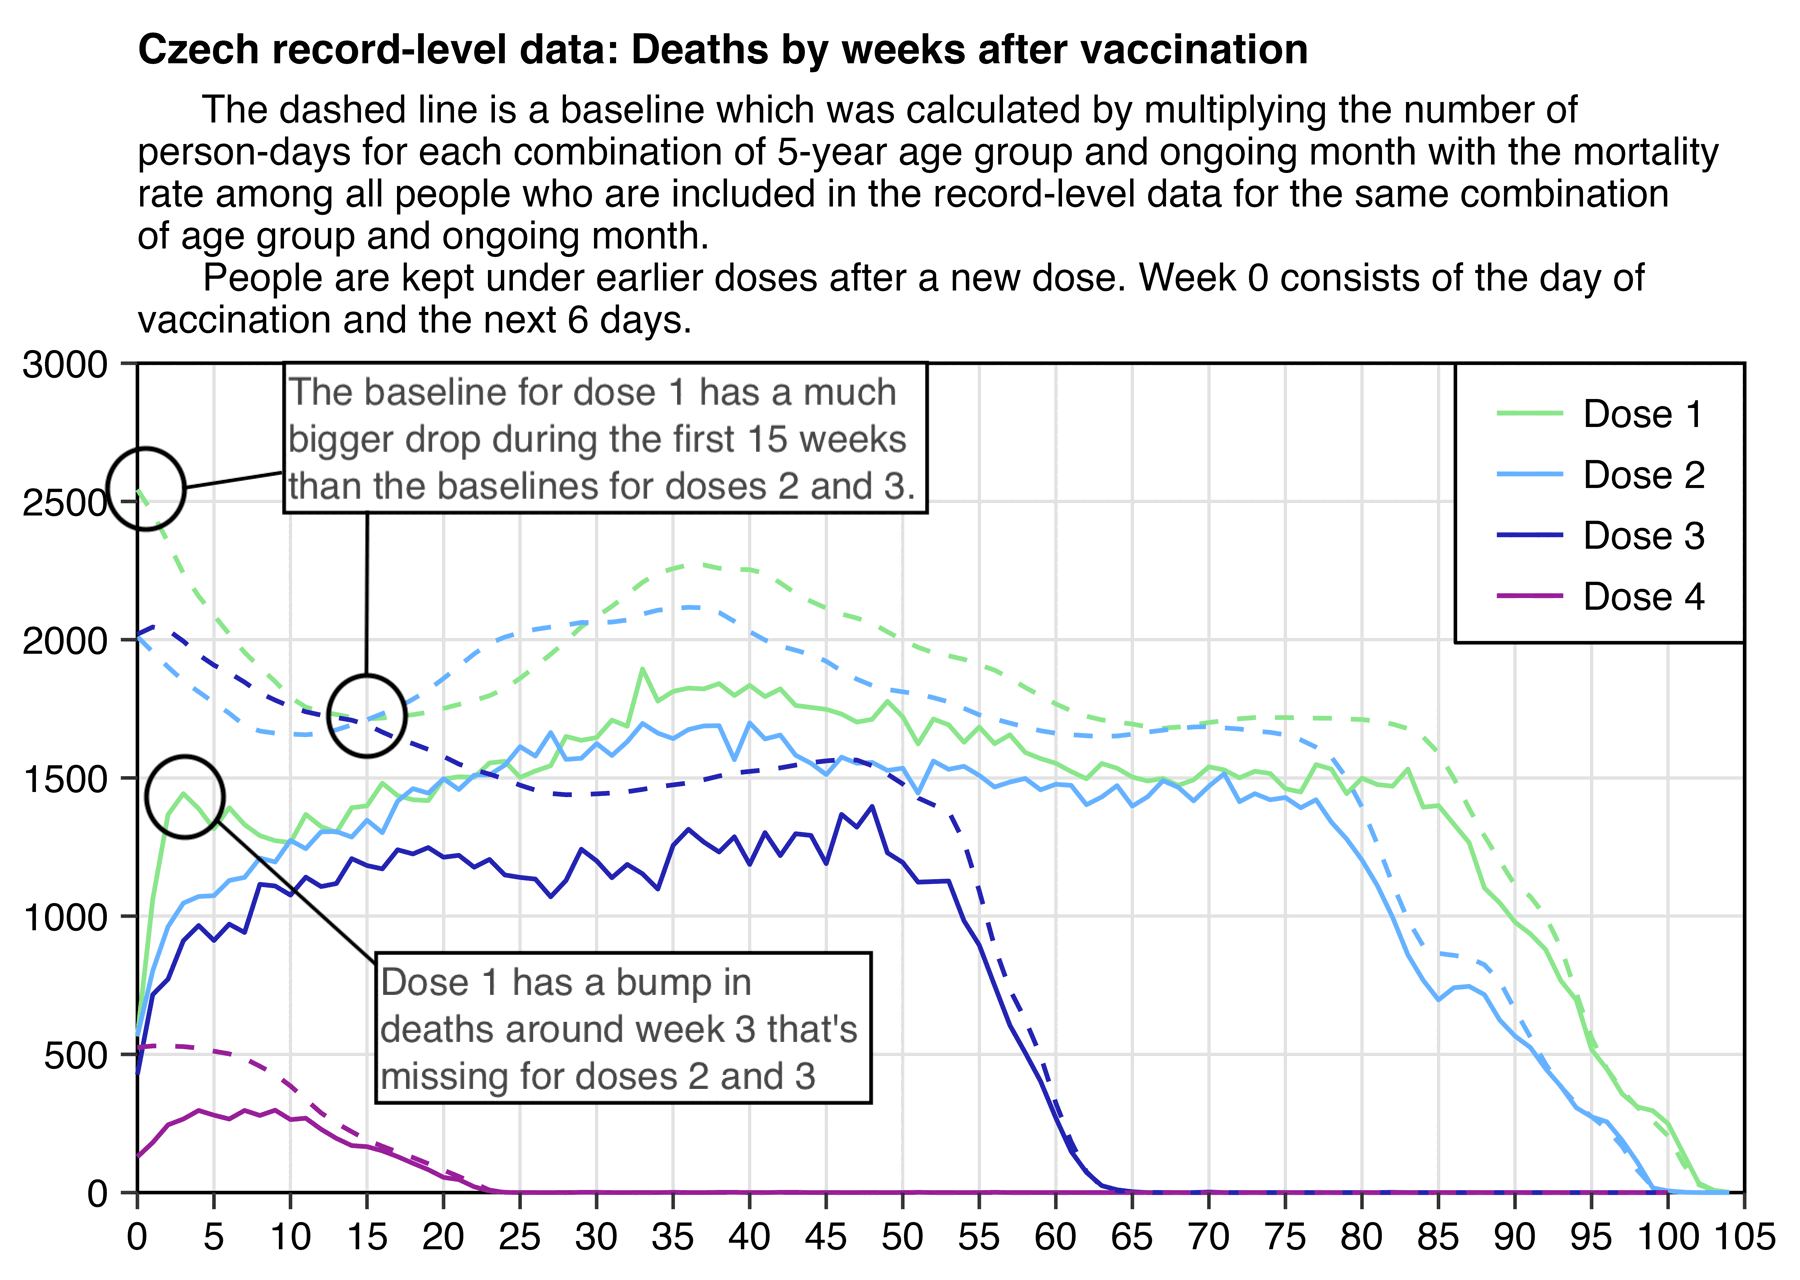 Czech record-level data: Deaths by weeks after vaccination
The dashed line is a baseline which was calculated by multiplying the number of
person-days for each combination of 5-year age group and ongoing month with the mortality
rate among all people who are included in the record-level data for the same combination
of age group and ongoing month.
People are kept under earlier doses after a new dose. Week 0 consists of the day of
vaccination and the next 6 days.
3000
The baseline for dose 1 has a much
bigger drop during the first 15 weeks
than the baselines for doses 2 and 3.
Dose 1
Dose 2
Dose 3
Dose 4
2500
2000
1500
1000
Dose 1 has a bump in
deaths around week 3 that's
missing for doses 2 and 3
500
0
0 5 10 15 20 25 30 35 40 45 50 55 60 65 70 75 80 85 90 95 100 105